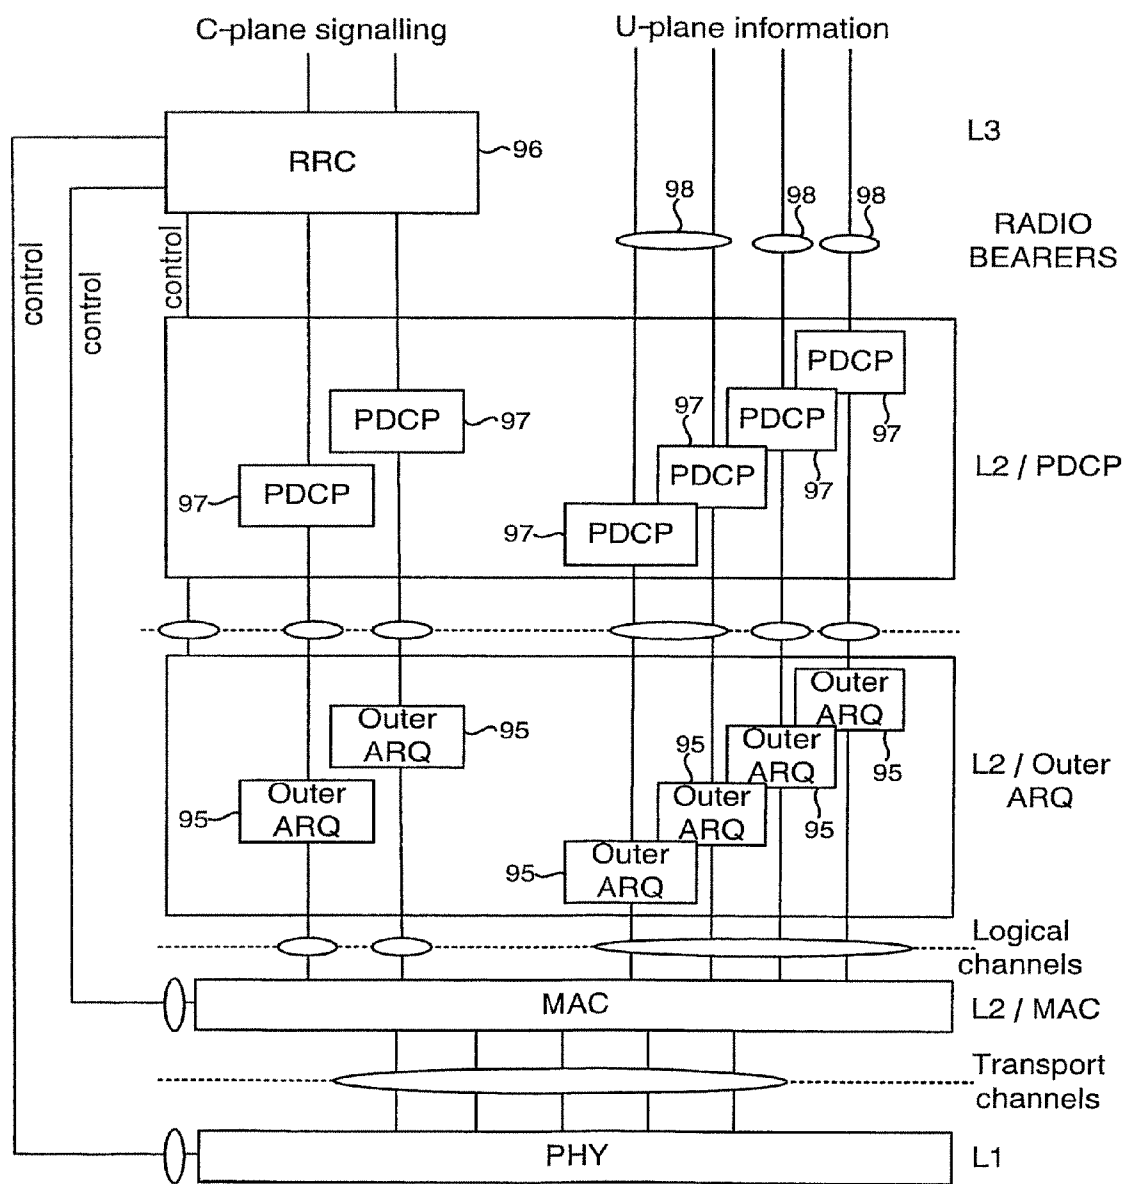 C-plane signalling
U-plane information
RRC
96
L3
98
98
98
RADIO
BEARERS
control
control
control
PDCP
97
PDCP
97
PDCP
97
PDCP
97
PDCP
97
PDCP
97
L2 / PDCP
Outer
ARQ
95
Outer
ARQ
95
Outer
ARQ
95
Outer
ARQ
95
Outer
ARQ
95
Outer
ARQ
95
L2 / Outer
ARQ
Logical
channels
MAC
L2 / MAC
Transport
channels
PHY
L1